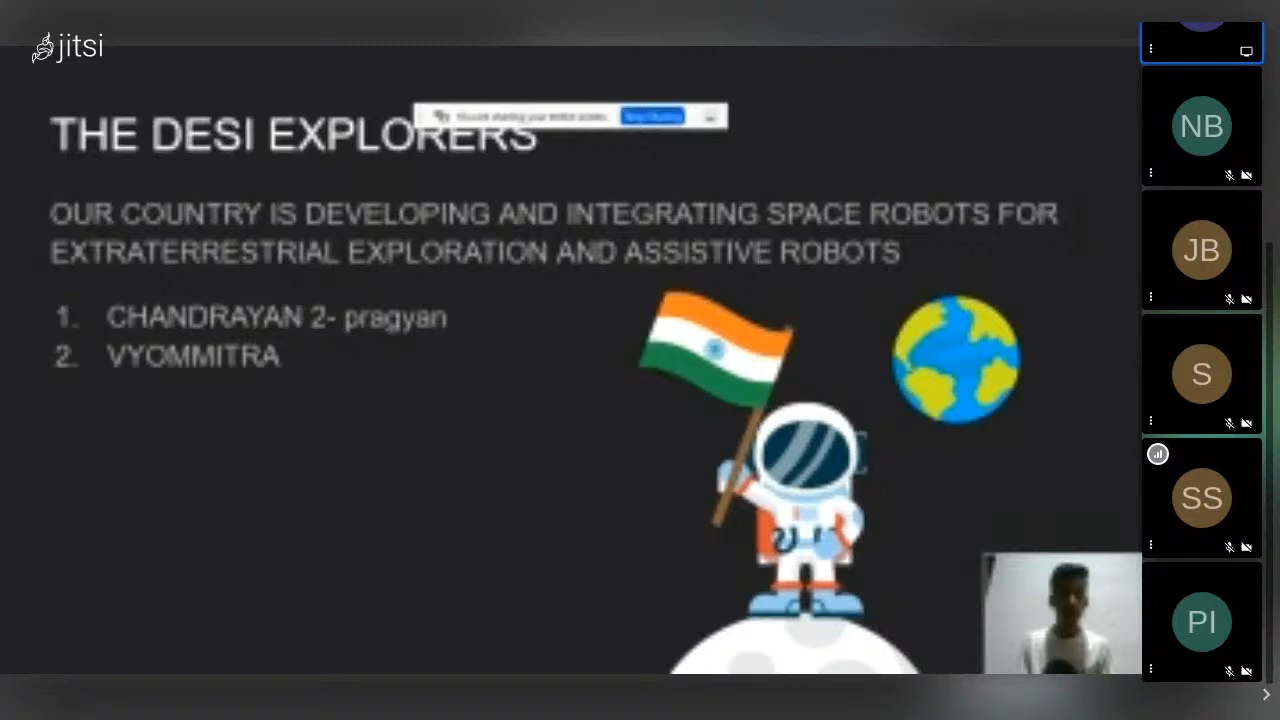 jitsi
THE DESI EXPLORERS
OUR COUNTRY IS DEVELOPING AND INTEGRATING SPACE ROBOTS FOR
EXTRATERRESTRIAL EXPLORATION AND ASSISTIVE ROBOTS
1. CHANDRAYAN 2- pragyan
2. VYOMMITRA
NB
JB
S
SS
PI